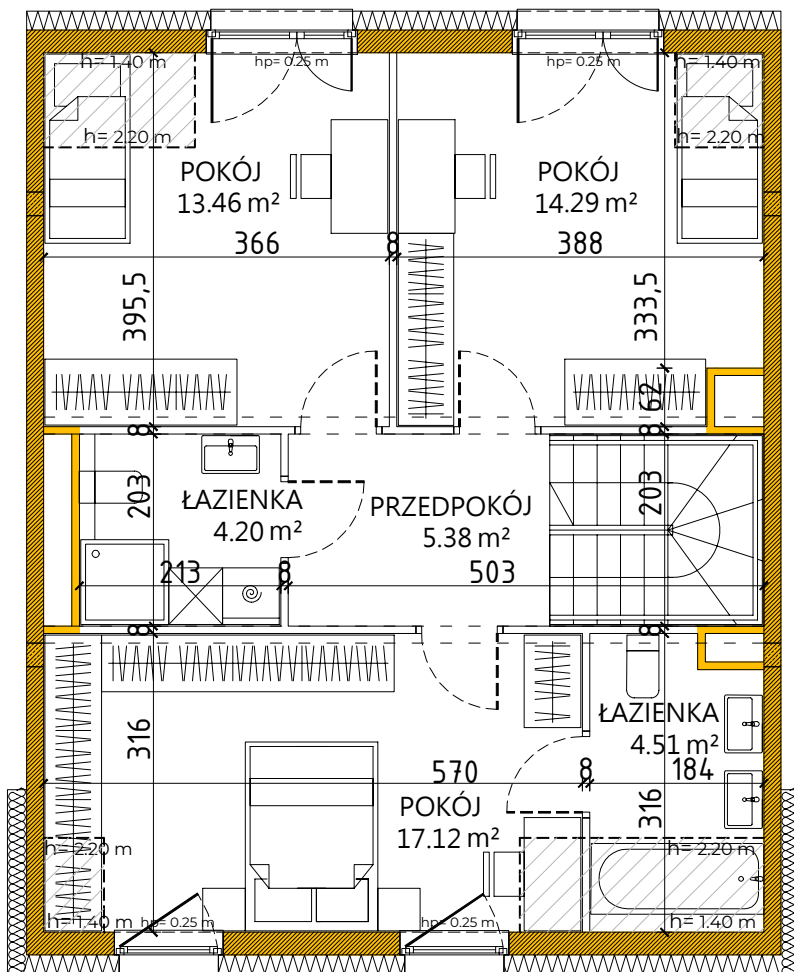 h= 1.40 m
hp= 0.25 m
hp= 0.25 m
h= 1.40 m
h= 2.20 m
h= 2.20 m
POKÓJ
13.46 m²
POKÓJ
14.29 m²
366
8
388
395,5
333,5
62
8
8
203
ŁAZIENKA
4.20 m²
PRZEDPOKÓJ
5.38 m²
203
213
8
503
8
8
316
ŁAZIENKA
4.51 m²
570
8
184
POKÓJ
17.12 m²
316
h= 2.20 m
h= 2.20 m
h= 1.40 m
hp= 0.25 m
hp= 0.25 m
h= 1.40 m